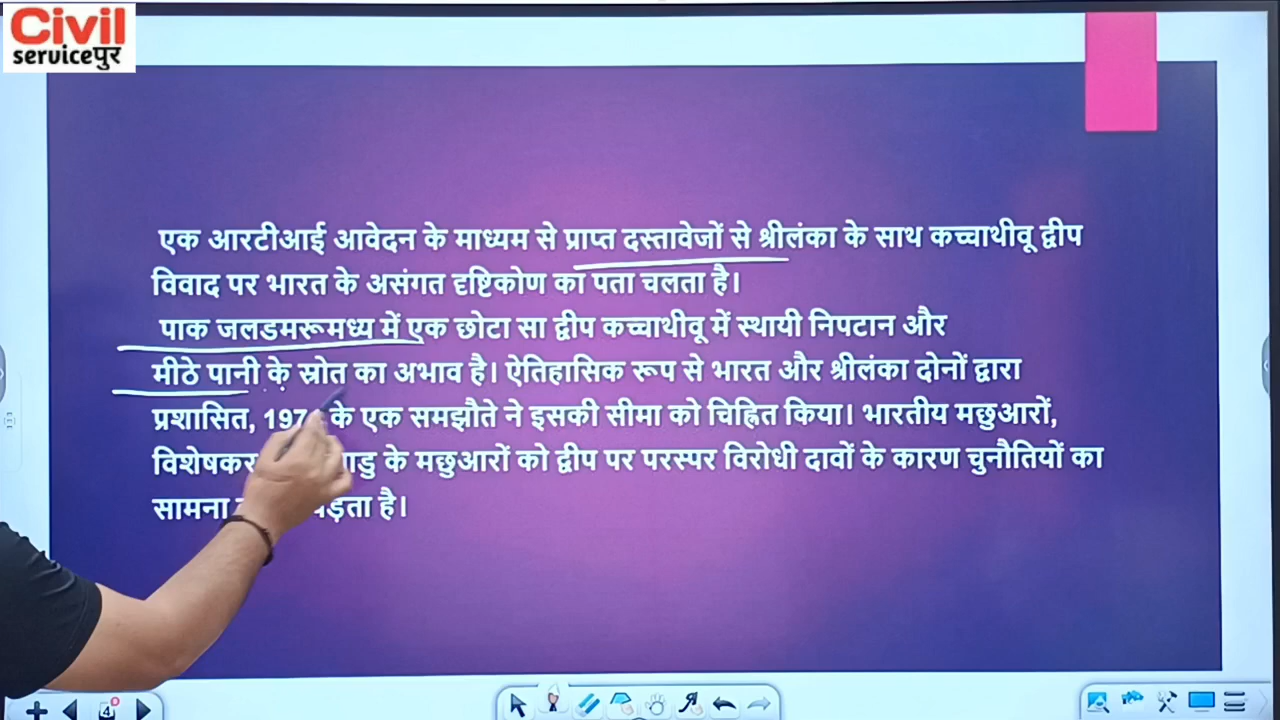 Civil
serviceपुर
एक आरटीआई आवेदन के माध्यम से प्राप्त दस्तावेजों से श्रीलंका के साथ कच्चाथीवू द्वीप
विवाद पर भारत के असंगत दृष्टिकोण का पता चलता है।
पाक जलडमरूमध्य में एक छोटा सा द्वीप कच्चाथीवू में स्थायी निपटान और
मीठे पानी के स्रोत का अभाव है। ऐतिहासिक रूप से भारत और श्रीलंका दोनों द्वारा
प्रशासित, के एक समझौते ने इसकी सीमा को चिह्नित किया। भारतीय मछुआरों,
के मछुआरों को द्वीप पर परस्पर विरोधी दावों के कारण चुनौतियों का
सामना है।
4